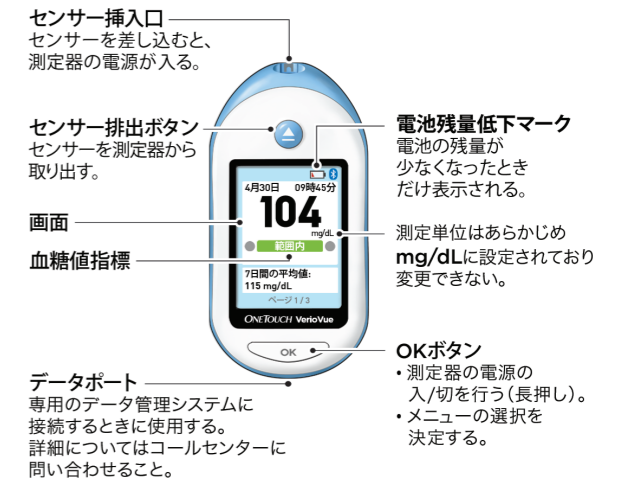 センサー挿入口
センサーを差し込むと、
測定器の電源が入る。
センサー排出ボタン
センサーを測定器から
取り出す。
画面
血糖値指標
データポート
専用のデータ管理システムに
接続するときに使用する。
詳細についてはコールセンターに
問い合わせること。
4月30日 09時45分
104
mg/dL
範囲内
7日間の平均値:
115 mg/dL
ページ 1 / 3
ONETOUCH VerioVue
OK
電池残量低下マーク
電池の残量が
少なくなったとき
だけ表示される。
測定単位はあらかじめ
mg/dLに設定されており
変更できない。
OKボタン
・測定器の電源の
入/切を行う(長押し)。
・メニューの選択を
決定する。